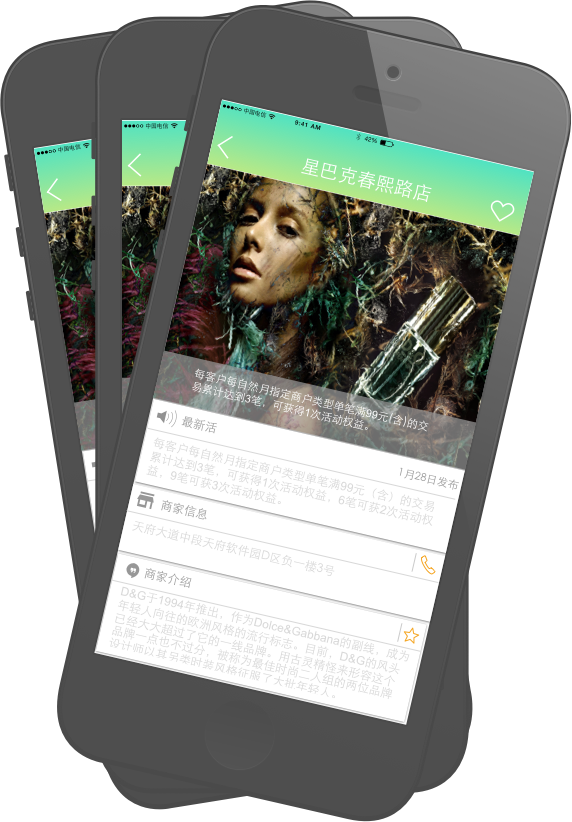 中国电信
中国电信
中国电信 9:41 AM 42%
星巴克春熙路店
每客户每自然月指定商户类型单笔满99元(含)的交
易累计达到3笔，可获得1次活动权益。
最新活
1月28日发布
每客户每自然月指定商户类型单笔满99元（含）的交易
累计达到3笔，可获得1次活动权益，6笔可获2次活动权
益，9笔可获3次活动权益。
商家信息
天府大道中段天府软件园D区负一楼3号
商家介绍
D&G于1994年推出，作为Dolce&Gabbana的副线，成为
年轻人向往的欧洲风格的流行标志。目前，D&G的风头
已经大大超过了它的一线品牌。用古灵精怪来形容这个
品牌一点也不过分，被称为最佳时尚二人组的两位品牌
设计师以其另类时装风格征服了大批年轻人。